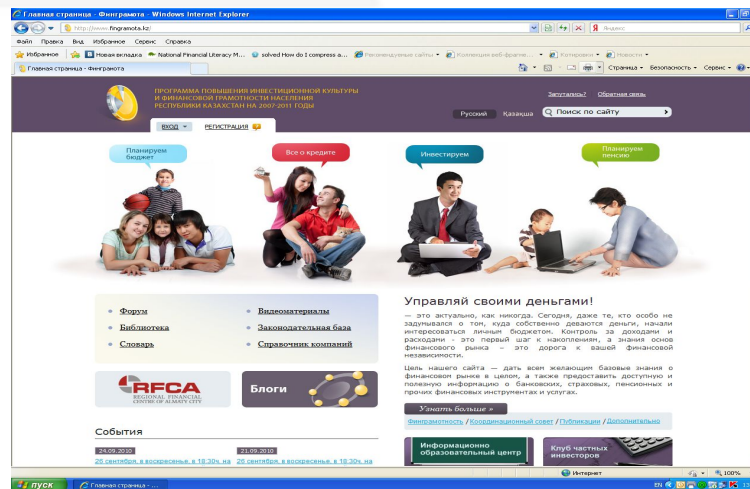 Главная страница - Финграмота - Windows Internet Explorer
http://www.fingramota.kz/
Яндекс
Файл Правка Вид Избранное Сервис Справка
Избранное Новая вкладка National Financial Literacy M... solved How do I compress a... Рекомендуемые сайты Коллекция веб-фрагме... Котировки Новости
Главная страница - Финграмота
Страница Безопасность Сервис
ПРОГРАММА ПОВЫШЕНИЯ ИНВЕСТИЦИОННОЙ КУЛЬТУРЫ
И ФИНАНСОВОЙ ГРАМОТНОСТИ НАСЕЛЕНИЯ
РЕСПУБЛИКИ КАЗАХСТАН НА 2007-2011 ГОДЫ
Запутались? Обратная связь
Русский Қазақша Поиск по сайту
ВХОД РЕГИСТРАЦИЯ
Планируем
бюджет
Все о кредите
Инвестируем
Планируем
пенсию
Форум
Библиотека
Словарь
Видеоматериалы
Законодательная база
Справочник компаний
RFCA
REGIONAL FINANCIAL
CENTRE OF ALMATY CITY
Блоги
События
24.09.2010 21.09.2010
26 сентября, в воскресенье, в 18:30ч. на 26 сентября, в воскресенье, в 18:30ч. на
Управляй своими деньгами!
— это актуально, как никогда. Сегодня, даже те, кто особо не
задумывался о том, куда собственно деваются деньги, начали
интересоваться личным бюджетом. Контроль за доходами и
расходами - это первый шаг к накоплениям, а знания основ
финансового рынка – это дорога к вашей финансовой
независимости.
Цель нашего сайта — дать всем желающим базовые знания о
финансовом рынке в целом, а также предоставить доступную и
полезную информацию о банковских, страховых, пенсионных и
прочих финансовых инструментах и услугах.
Узнать больше »
Финграмотность / Координационный совет / Публикации / Дополнительно
Информационно
образовательный центр
Клуб частных
инвесторов
Интернет 100%
пуск Главная страница - ... EN